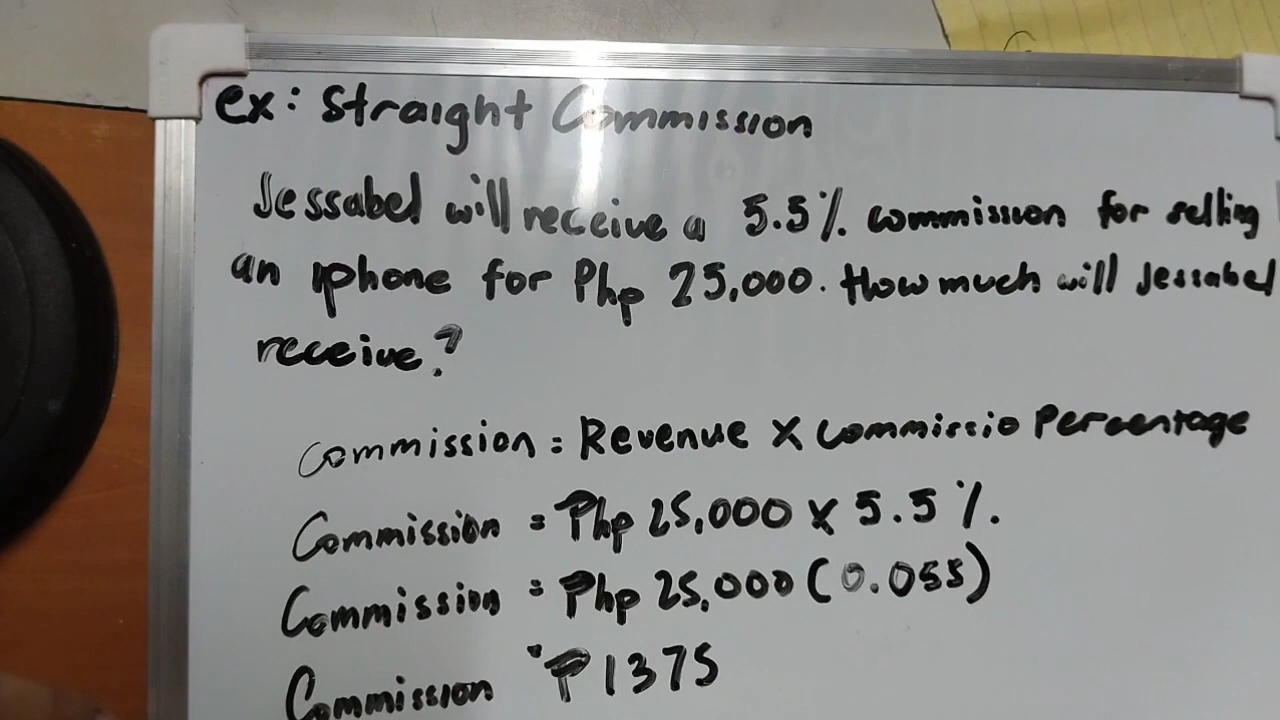 ex: Straight Commission
Jessabel will receive a 5.5%. commission for selling
an iphone for Php 25,000. How much will Jessabel
receive?
commission = Revenue X commissio Percentage
Commission = Php 25,000 x 5.5%.
Commission = Php 25,000 (0.055)
Commission = ₱1375